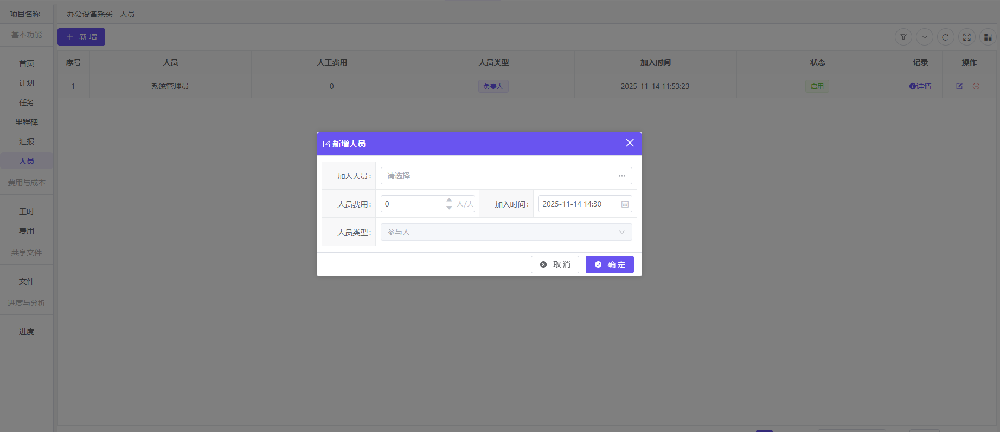 项目名称
办公设备采买 - 人员
基本功能
新 增
首页
计划
任务
里程碑
汇报
人员
费用与成本
工时
费用
共享文件
文件
进度与分析
进度
序号 人员 人工费用 人员类型 加入时间 状态 记录 操作
1 系统管理员 0 负责人 2025-11-14 11:53:23 启用 详情
新增人员
加入人员: 请选择
人员费用: 0 人/天 加入时间: 2025-11-14 14:30
人员类型: 参与人
取 消 确 定